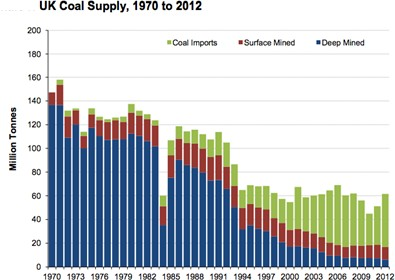 UK Coal Supply, 1970 to 2012
200
Coal Imports
Surface Mined
Deep Mined
180
160
140
120
100
80
60
40
20
0
Million Tonnes
1970 1973 1976 1979 1982 1985 1988 1991 1994 1997 2000 2003 2006 2009 2012